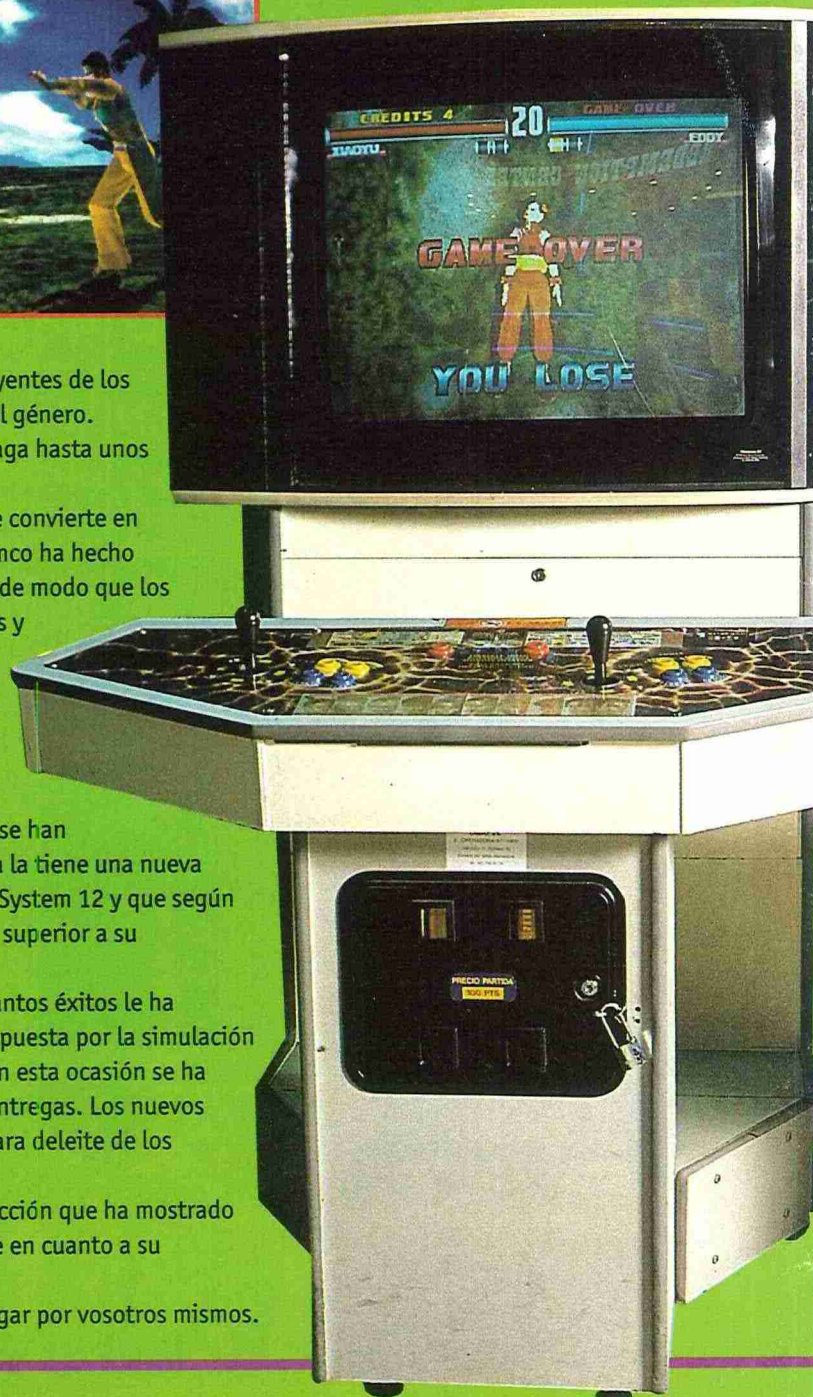 CREDITS 4
20
GAME OVER
XIAOYU
EDDY
GAME OVER
YOU LOSE
yentes de los
l género.
aga hasta unos
e convierte en
mco ha hecho
de modo que los
s y
se han
a la tiene una nueva
System 12 y que según
superior a su
antos éxitos le ha
puesta por la simulación
n esta ocasión se ha
ntregas. Los nuevos
ara deleite de los
cción que ha mostrado
e en cuanto a su
gar por vosotros mismos.
PRECIO PARTIDA
100 PTS